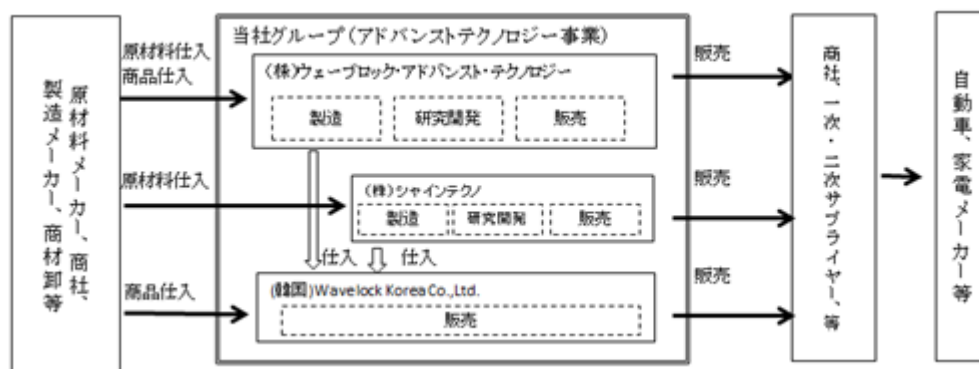 原材料メーカー、商社、
製造メーカー、商材卸等
原材料仕入
商品仕入
原材料仕入
商品仕入
当社グループ(アドバンストテクノロジー事業)
(株)ウェーブロック・アドバンスト・テクノロジー
製造
研究開発
販売
(株)シャインテクノ
製造
研究開発
販売
仕入
仕入
(韓国)Wavelock Korea Co.,Ltd.
販売
販売
販売
販売
商社、一次・二次サプライヤー、等
自動車、家電メーカー等